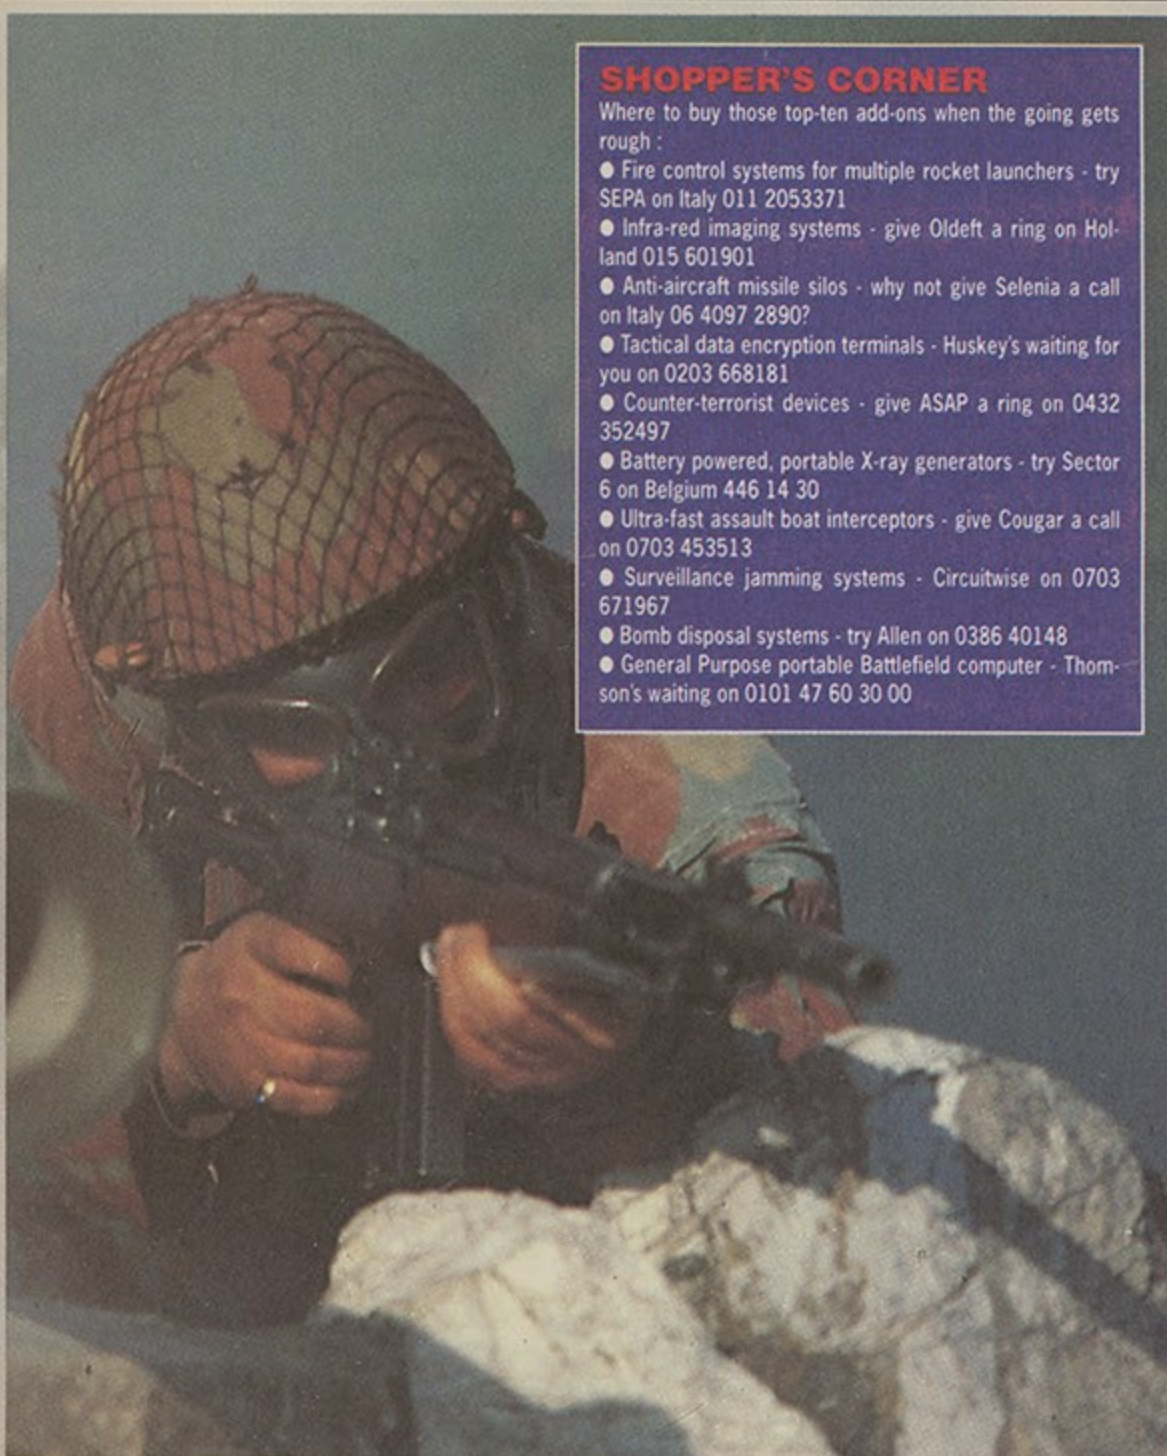 SHOPPER'S CORNER
Where to buy those top-ten add-ons when the going gets
rough :
● Fire control systems for multiple rocket launchers - try
SEPA on Italy 011 2053371
● Infra-red imaging systems - give Oldeft a ring on Hol-
land 015 601901
● Anti-aircraft missile silos - why not give Selenia a call
on Italy 06 4097 2890?
● Tactical data encryption terminals - Huskey's waiting for
you on 0203 668181
● Counter-terrorist devices - give ASAP a ring on 0432
352497
● Battery powered, portable X-ray generators - try Sector
6 on Belgium 446 14 30
● Ultra-fast assault boat interceptors - give Cougar a call
on 0703 453513
● Surveillance jamming systems - Circuitwise on 0703
671967
● Bomb disposal systems - try Allen on 0386 40148
● General Purpose portable Battlefield computer - Thom-
son's waiting on 0101 47 60 30 00